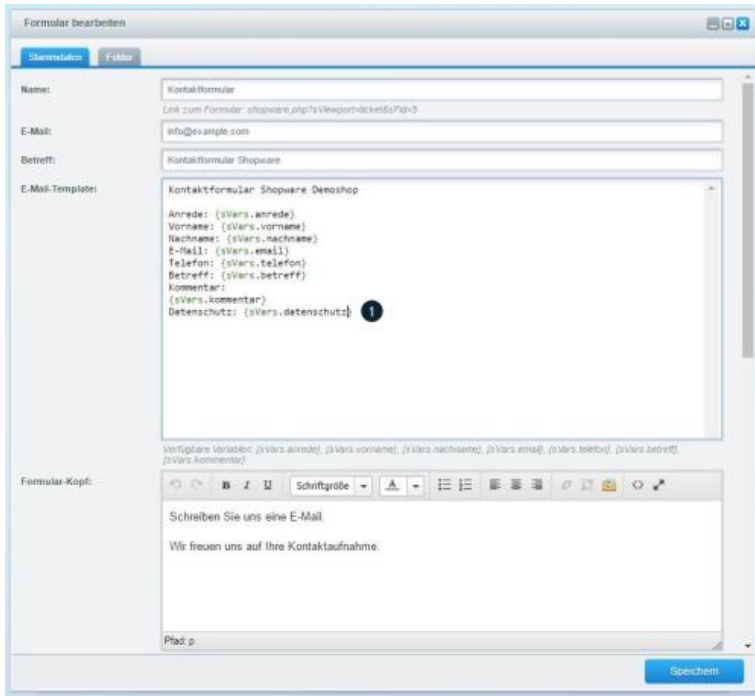 Formular bearbeiten
Stammdaten Felder
Name: Kontaktformular
Link zum Formular: shopware.php?sViewport=ticket&sFid=5
E-Mail: info@example.com
Betreff: Kontaktformular Shopware
E-Mail-Template: Kontaktformular Shopware Demoshop
Anrede: {sVars.anrede}
Vorname: {sVars.vorname}
Nachname: {sVars.nachname}
E-Mail: {sVars.email}
Telefon: {sVars.telefon}
Betreff: {sVars.betreff}
Kommentar:
{sVars.kommentar}
Datenschutz: {sVars.datenschutz} 1
Verfügbare Variablen: {sVars.anrede}, {sVars.vorname}, {sVars.nachname}, {sVars.email}, {sVars.telefon}, {sVars.betreff},
{sVars.kommentar}
Formular-Kopf: B I U Schriftgröße A
Schreiben Sie uns eine E-Mail.
Wir freuen uns auf Ihre Kontaktaufnahme.
Pfad: p
Speichern